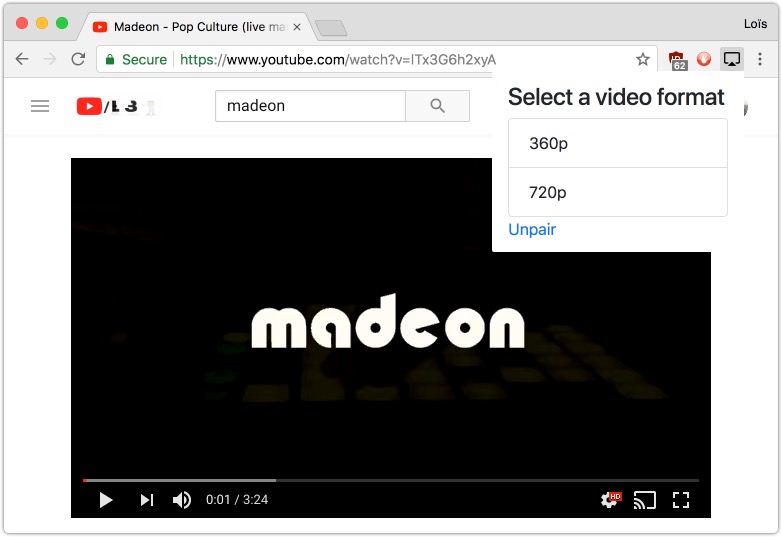 Madeon - Pop Culture (live ma
Loïs
Secure
https://www.youtube.com/watch?v=lTx3G6h2xyA
62
madeon
Select a video format
360p
720p
Unpair
madeon
0:01 / 3:24
HD